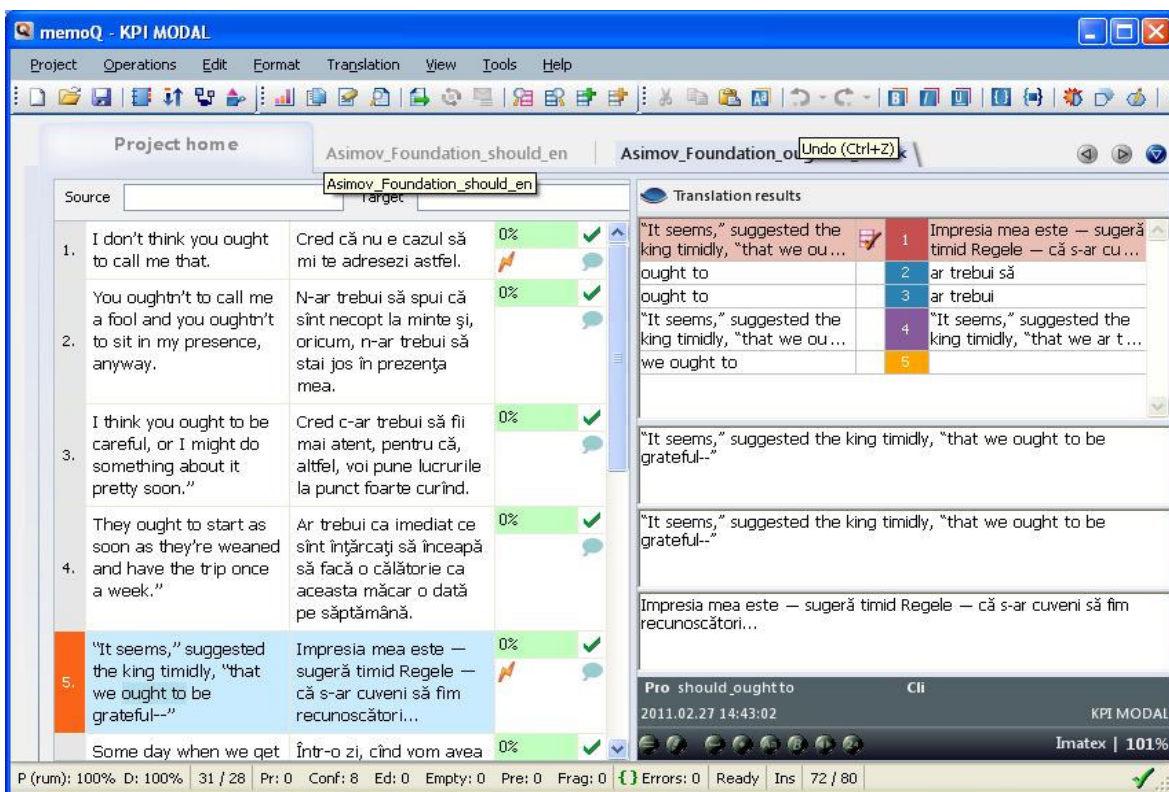 memoQ - KPI MODAL
Project Operations Edit Format Translation View Tools Help
Project home
Asimov_Foundation_should_en
Undo (Ctrl+Z)
Asimov_Foundation_should_en
Source
Target
1.
I don't think you ought
to call me that.
Cred că nu e cazul să
mi te adresezi astfel.
0%
2.
You oughtn't to call me
a fool and you oughtn't
to sit in my presence,
anyway.
N-ar trebui să spui că
sînt necopt la minte şi,
oricum, n-ar trebui să
stai jos în prezenţa
mea.
0%
3.
I think you ought to be
careful, or I might do
something about it
pretty soon.”
Cred c-ar trebui să fii
mai atent, pentru că,
altfel, voi pune lucrurile
la punct foarte curînd.
0%
4.
They ought to start as
soon as they're weaned
and have the trip once
a week.”
Ar trebui ca imediat ce
sînt înţărcaţi să înceapă
să facă o călătorie ca
aceasta măcar o dată
pe săptămână.
0%
5.
“It seems,” suggested
the king timidly, “that
we ought to be
grateful--”
Impresia mea este —
sugeră timid Regele —
că s-ar cuveni să fim
recunoscători...
0%
Some day when we get
Într-o zi, cînd vom avea
0%
Translation results
“It seems,” suggested the
king timidly, “that we ou...
1
Impresia mea este — sugeră
timid Regele — că s-ar cu...
ought to 2 ar trebui să
ought to 3 ar trebui
“It seems,” suggested the
king timidly, “that we ou...
4
“It seems,” suggested the
king timidly, “that we ar t...
we ought to 5
“It seems,” suggested the king timidly, “that we ought to be
grateful--”
“It seems,” suggested the king timidly, “that we ought to be
grateful--”
Impresia mea este — sugeră timid Regele — că s-ar cuveni să fim
recunoscători...
Pro should_oughtto Cli
2011.02.27 14:43:02 KPI MODAL
Imatex | 101%
P (rum): 100% D: 100% 31 / 28 Pr: 0 Conf: 8 Ed: 0 Empty: 0 Pre: 0 Frag: 0 {} Errors: 0 Ready Ins 72 / 80